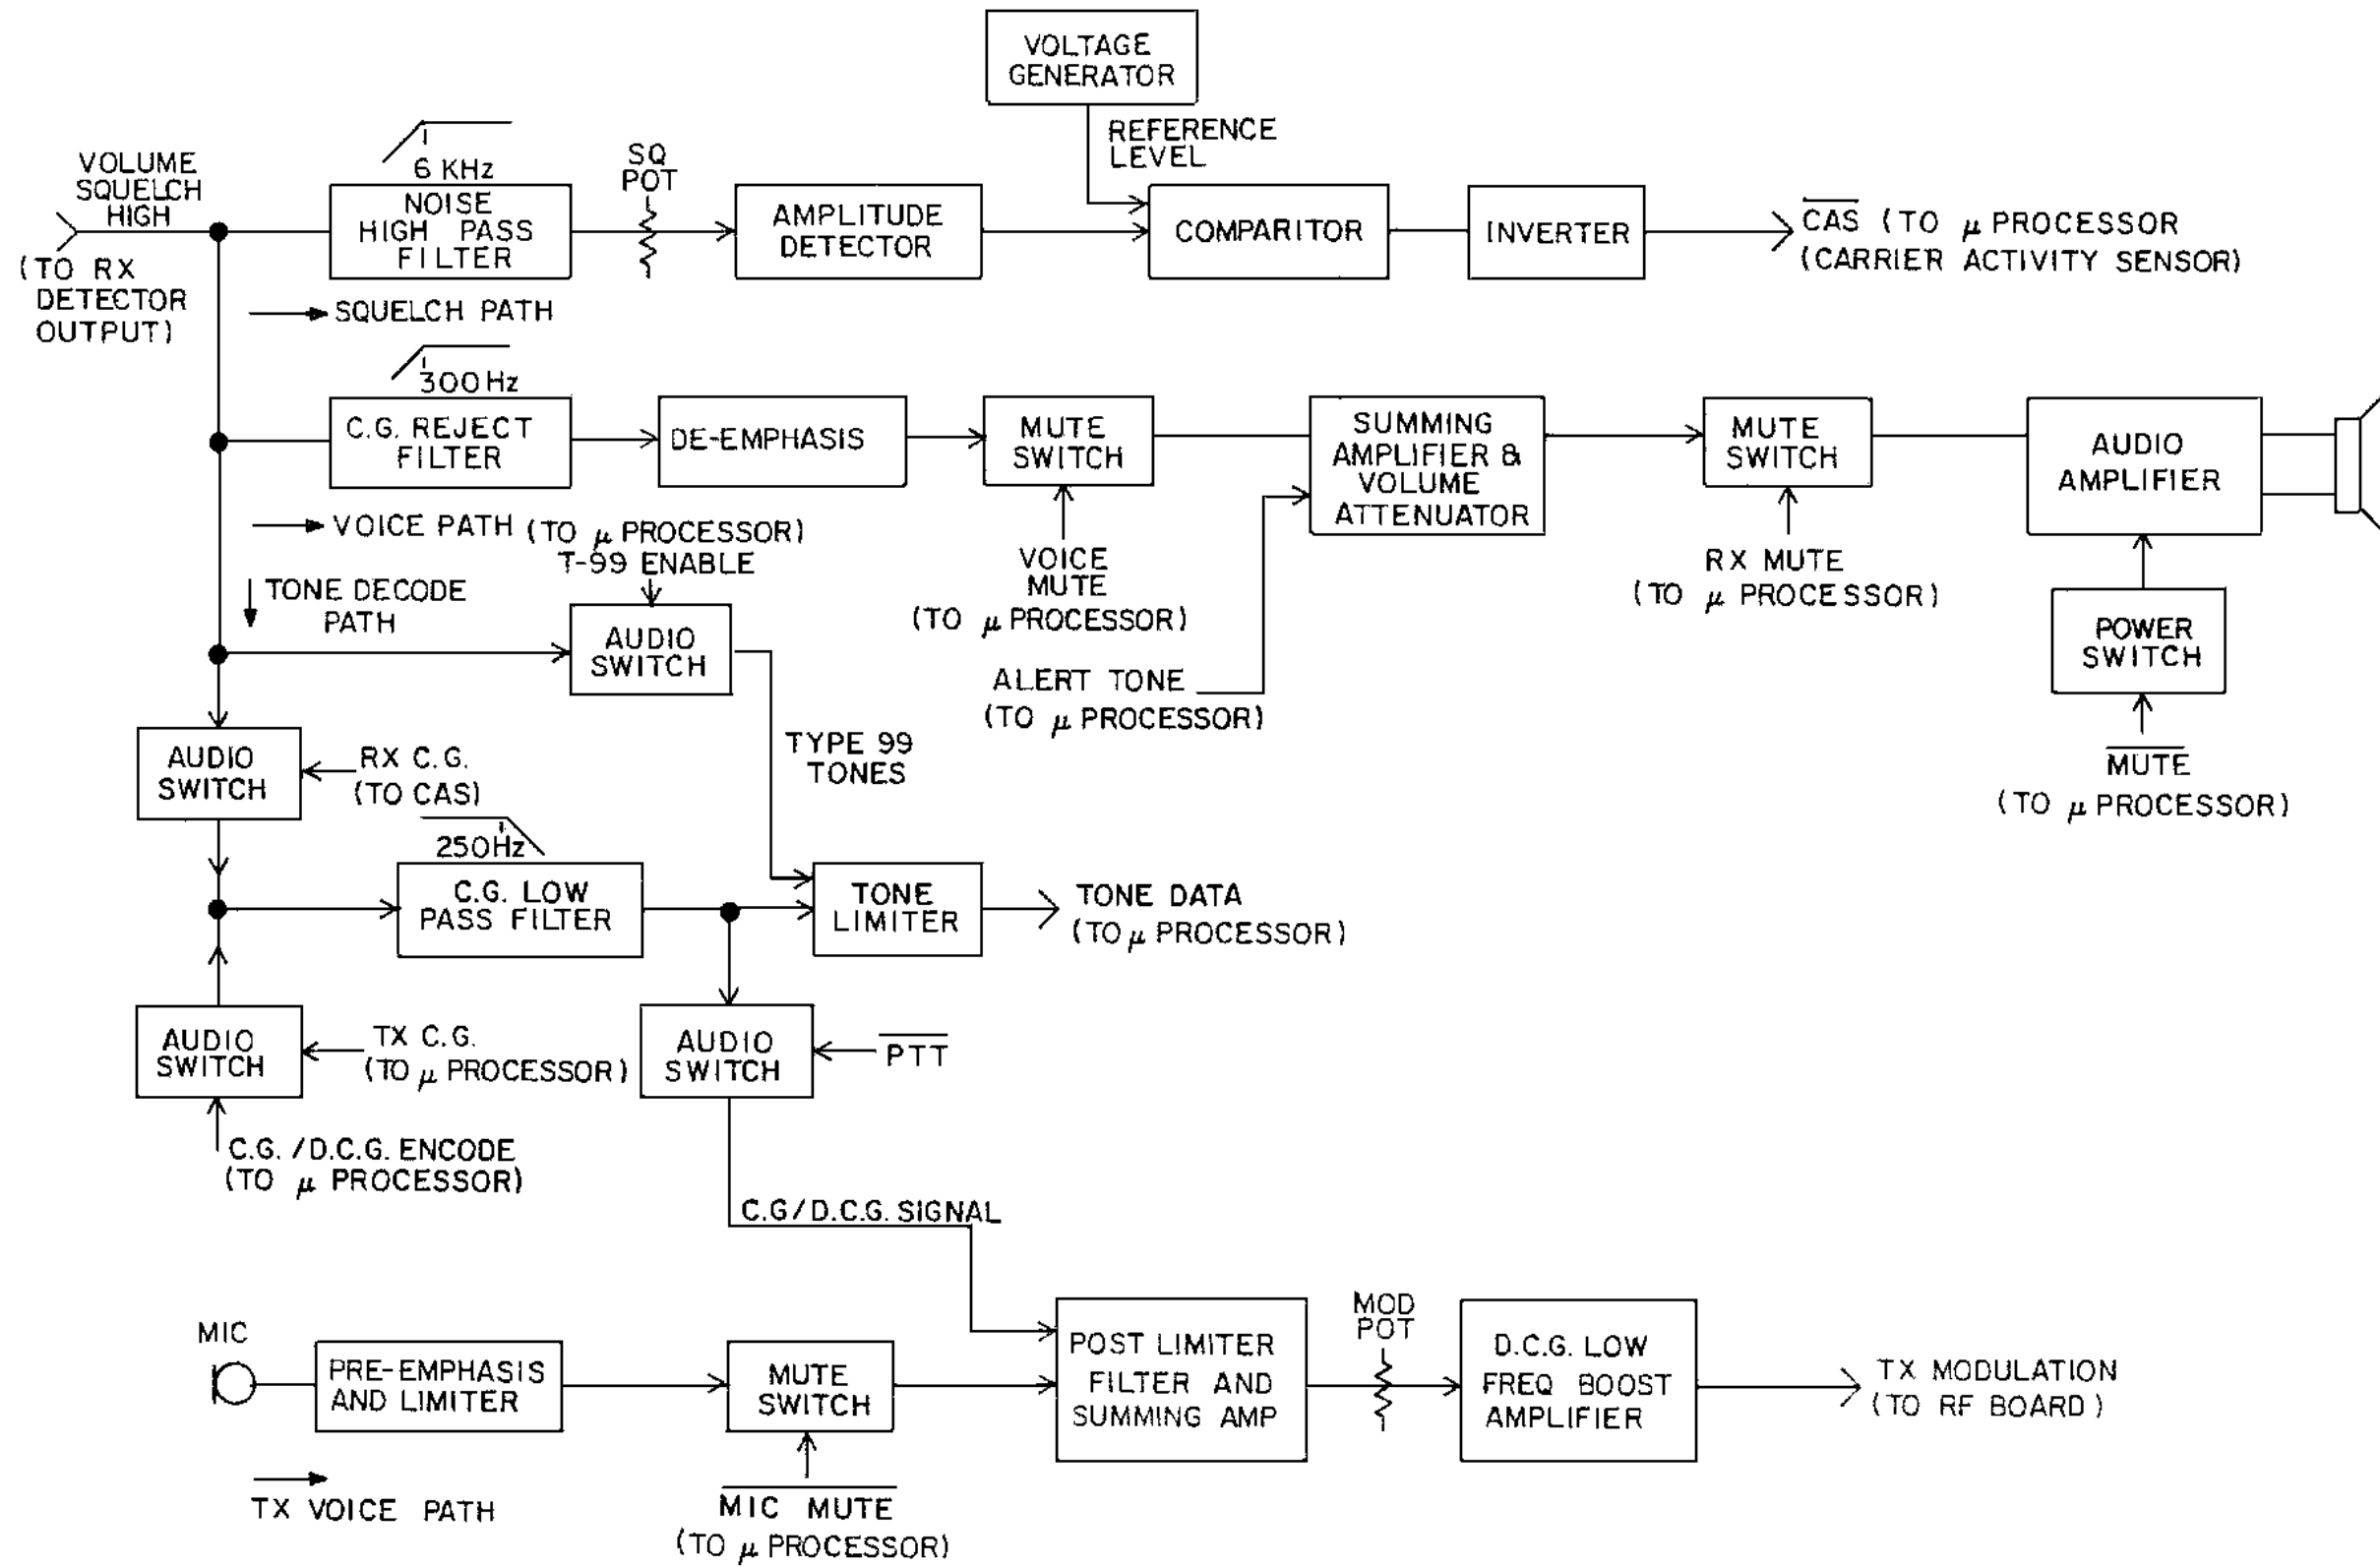 VOLTAGE
GENERATOR
REFERENCE
LEVEL
VOLUME
SQUELCH
HIGH
(TO RX
DETECTOR
OUTPUT)
6 KHz
NOISE
HIGH PASS
FILTER
SQ
POT
AMPLITUDE
DETECTOR
COMPARITOR
INVERTER
CAS (TO μ PROCESSOR
(CARRIER ACTIVITY SENSOR)
SQUELCH PATH
300 Hz
C.G. REJECT
FILTER
DE-EMPHASIS
MUTE
SWITCH
SUMMING
AMPLIFIER &
VOLUME
ATTENUATOR
MUTE
SWITCH
AUDIO
AMPLIFIER
VOICE PATH
(TO μ PROCESSOR)
T-99 ENABLE
VOICE
MUTE
(TO μ PROCESSOR)
RX MUTE
(TO μ PROCESSOR)
TONE DECODE
PATH
AUDIO
SWITCH
POWER
SWITCH
ALERT TONE
(TO μ PROCESSOR)
MUTE
(TO μ PROCESSOR)
AUDIO
SWITCH
RX C.G.
(TO CAS)
TYPE 99
TONES
250Hz
C.G. LOW
PASS FILTER
TONE
LIMITER
TONE DATA
(TO μ PROCESSOR)
AUDIO
SWITCH
TX C.G.
(TO μ PROCESSOR)
AUDIO
SWITCH
PTT
C.G. /D.C.G. ENCODE
(TO μ PROCESSOR)
C.G/D.C.G. SIGNAL
MIC
PRE-EMPHASIS
AND LIMITER
MUTE
SWITCH
POST LIMITER
FILTER AND
SUMMING AMP
MOD
POT
D.C.G. LOW
FREQ BOOST
AMPLIFIER
TX MODULATION
(TO RF BOARD)
TX VOICE PATH
MIC MUTE
(TO μ PROCESSOR)